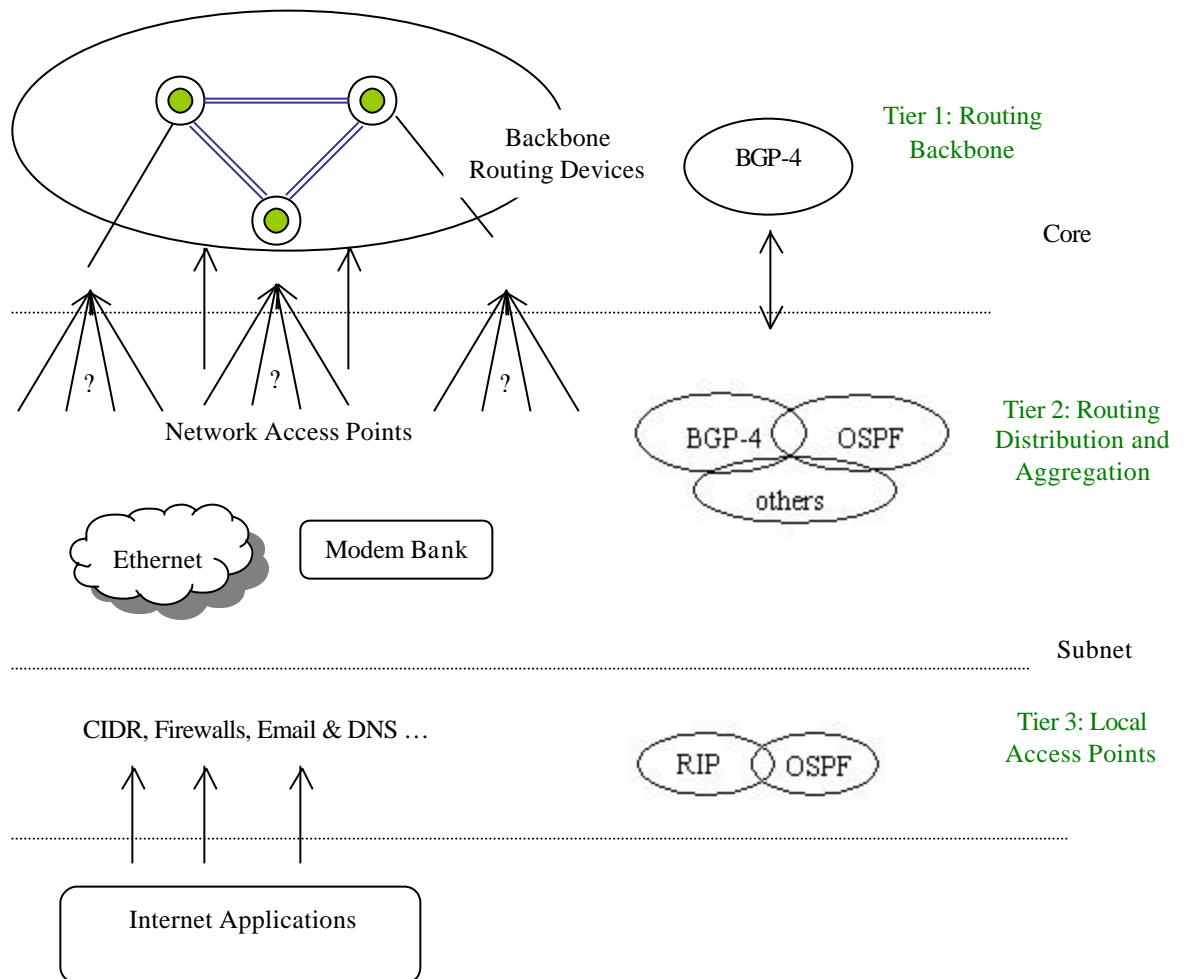 Tier 1: Routing
Backbone
Backbone
Routing Devices
BGP-4
Core
?
?
?
Network Access Points
BGP-4
OSPF
others
Tier 2: Routing
Distribution and
Aggregation
Ethernet
Modem Bank
Subnet
CIDR, Firewalls, Email & DNS …
RIP
OSPF
Tier 3: Local
Access Points
Internet Applications